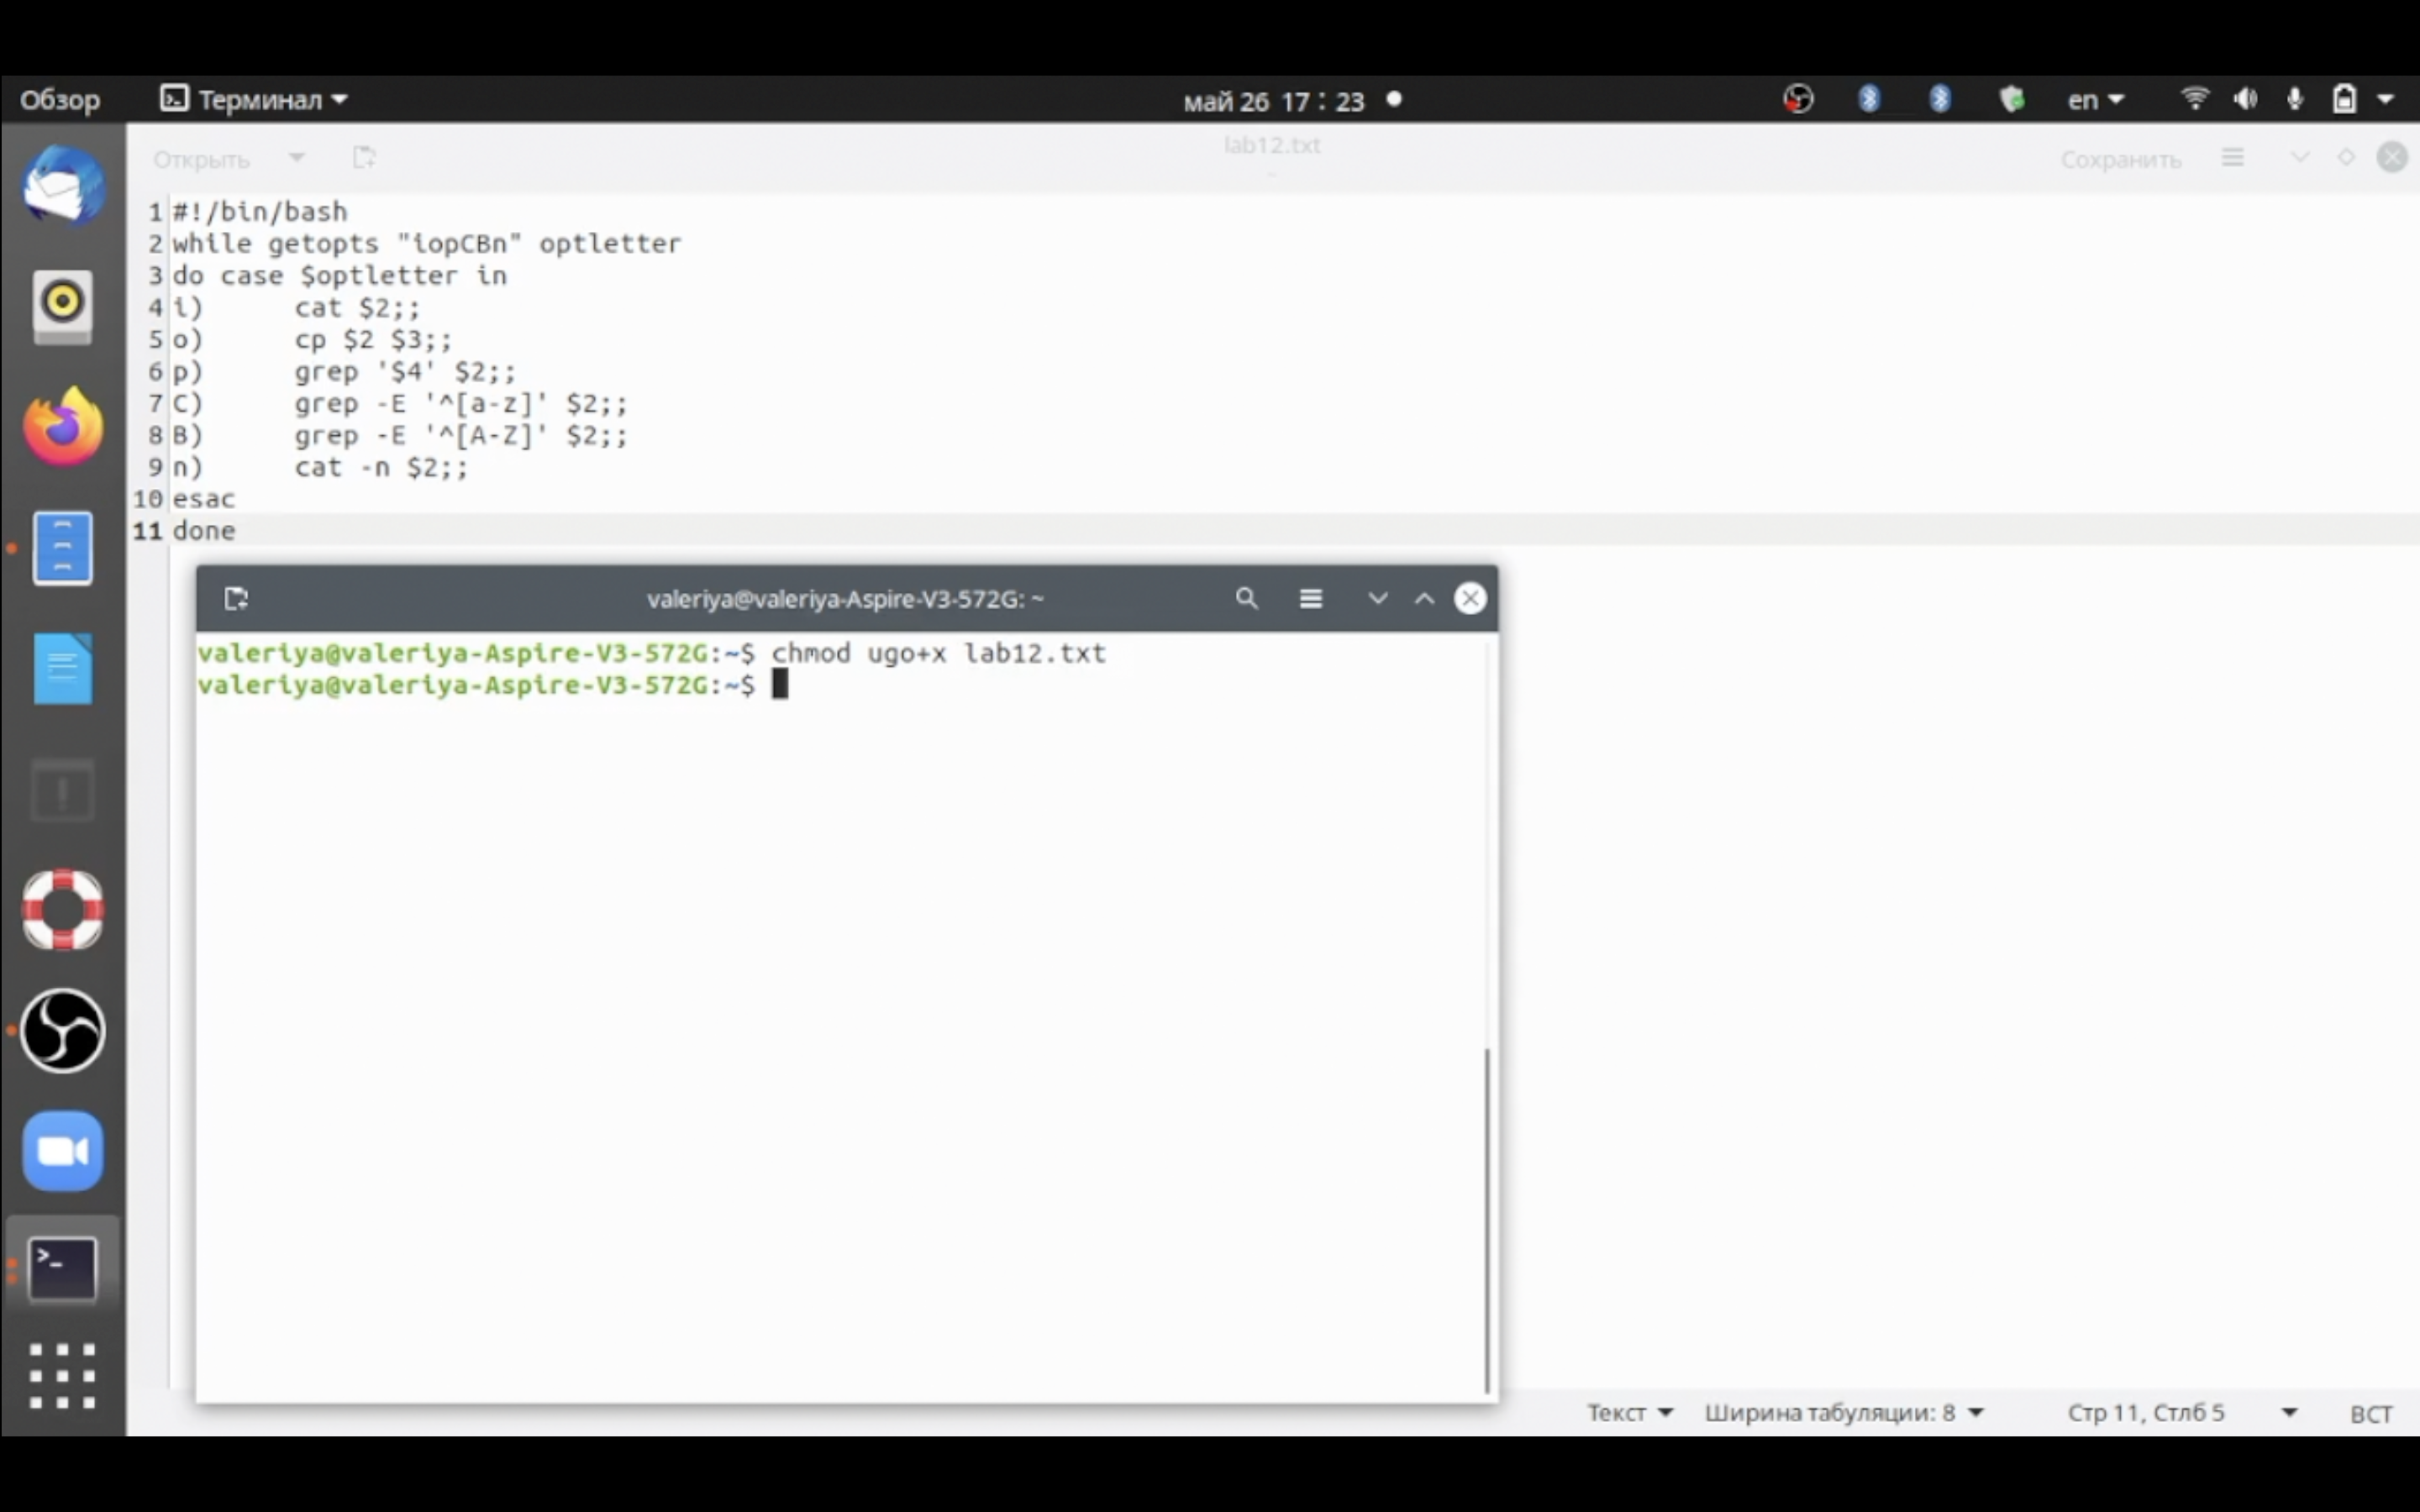 Обзор Терминал май 26 17 : 23 en
Открыть lab12.txt Сохранить
1 #!/bin/bash
2 while getopts "iopCBn" optletter
3 do case $optletter in
4 i) cat $2;;
5 o) cp $2 $3;;
6 p) grep '$4' $2;;
7 C) grep -E '^[a-z]' $2;;
8 B) grep -E '^[A-Z]' $2;;
9 n) cat -n $2;;
10 esac
11 done
valeriya@valeriya-Aspire-V3-572G: ~
valeriya@valeriya-Aspire-V3-572G:~$ chmod ugo+x lab12.txt
valeriya@valeriya-Aspire-V3-572G:~$
Текст Ширина табуляции: 8 Стр 11, Стлб 5 ВСТ